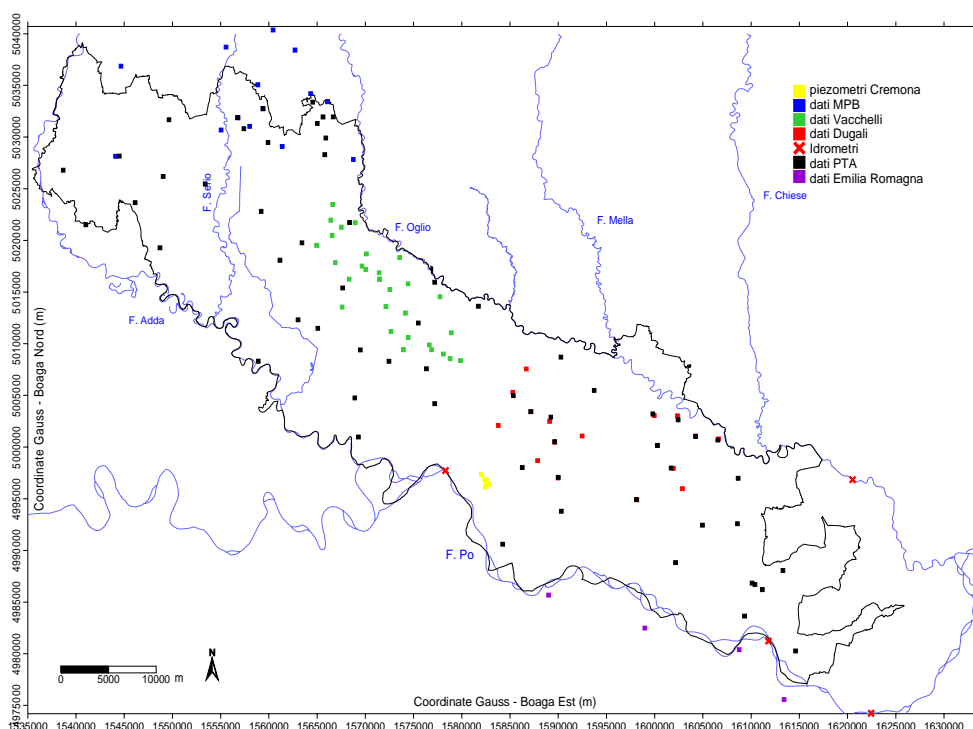 5040000
5035000
5030000
5025000
5020000
5015000
5010000
5005000
5000000
4995000
4990000
4985000
4980000
4975000
Coordinate Gauss - Boaga Nord (m)
piezometri Cremona
dati MPB
dati Vacchelli
dati Dugali
Idrometri
dati PTA
dati Emilia Romagna
F. Serio
F. Oglio
F. Mella
F. Chiese
F. Adda
F. Po
0 5000 10000 m
N
Coordinate Gauss - Boaga Est (m)
1535000 1540000 1545000 1550000 1555000 1560000 1565000 1570000 1575000 1580000 1585000 1590000 1595000 1600000 1605000 1610000 1615000 1620000 1625000 1630000